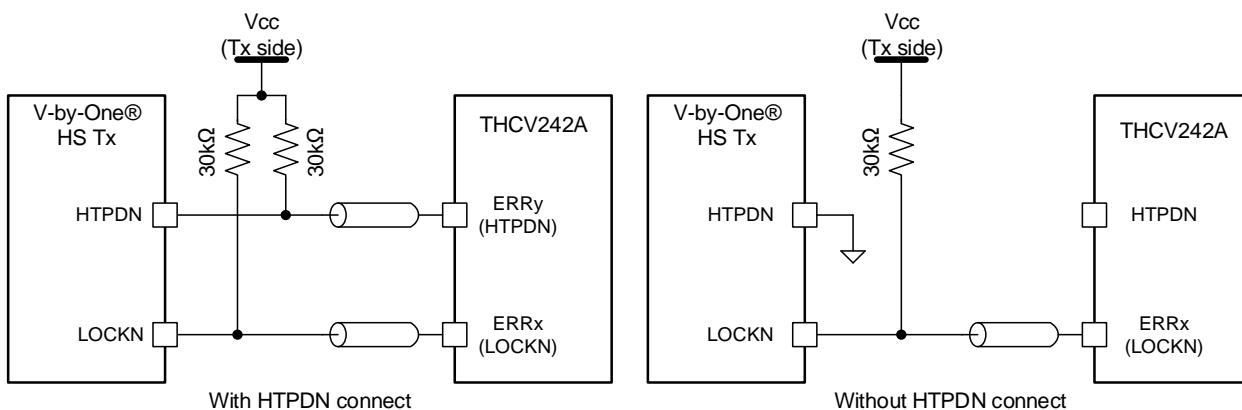 Vcc
(Tx side)
V-by-One®
HS Tx
30kΩ
30kΩ
THCV242A
HTPDN
ERRy
(HTPDN)
LOCKN
ERRx
(LOCKN)
With HTPDN connect
Vcc
(Tx side)
V-by-One®
HS Tx
30kΩ
THCV242A
HTPDN
HTPDN
LOCKN
ERRx
(LOCKN)
Without HTPDN connect